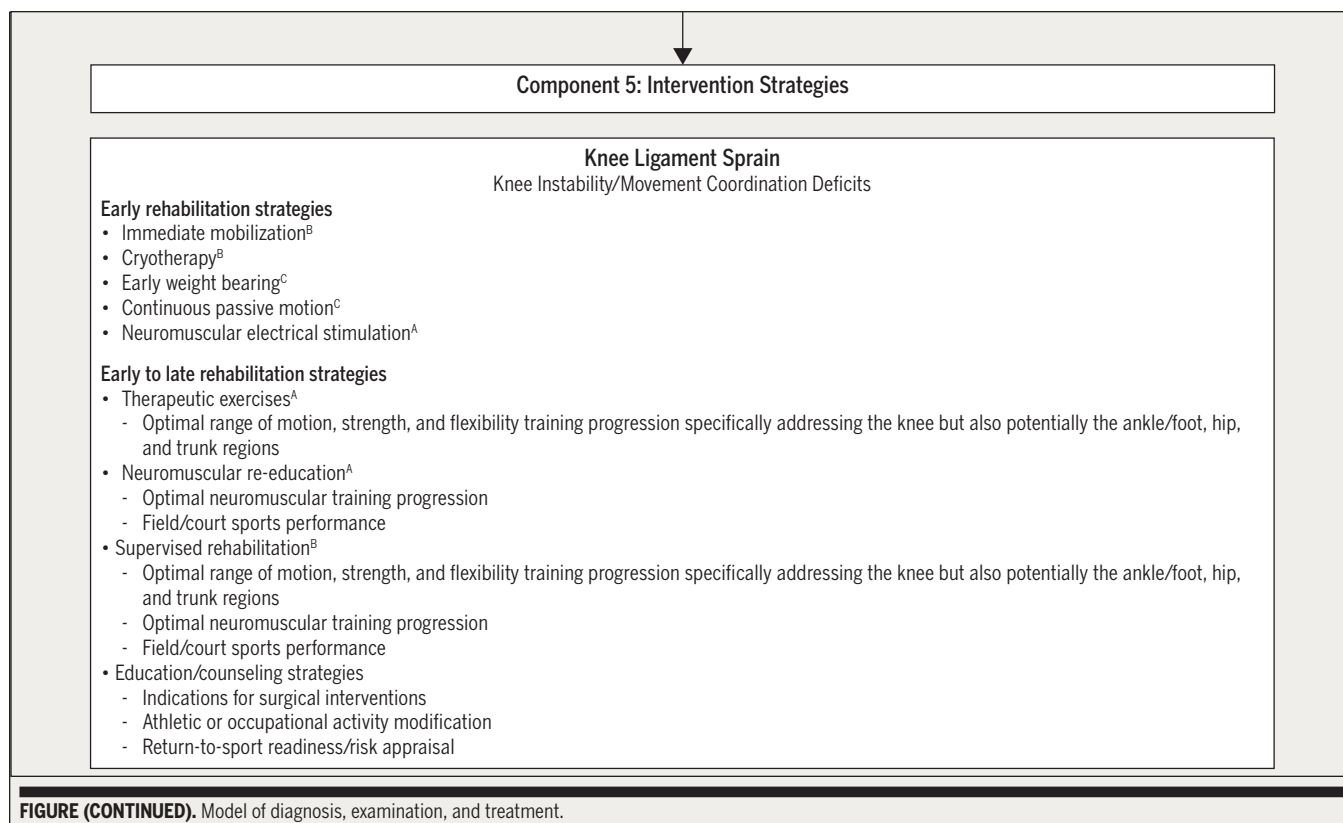 Component 5: Intervention Strategies
Knee Ligament Sprain
Knee Instability/Movement Coordination Deficits
Early rehabilitation strategies
• Immediate mobilizationᴮ
• Cryotherapyᴮ
• Early weight bearingꟲ
• Continuous passive motionꟲ
• Neuromuscular electrical stimulationᴬ
Early to late rehabilitation strategies
• Therapeutic exercisesᴬ
- Optimal range of motion, strength, and flexibility training progression specifically addressing the knee but also potentially the ankle/foot, hip,
and trunk regions
• Neuromuscular re-educationᴬ
- Optimal neuromuscular training progression
- Field/court sports performance
• Supervised rehabilitationᴮ
- Optimal range of motion, strength, and flexibility training progression specifically addressing the knee but also potentially the ankle/foot, hip,
and trunk regions
- Optimal neuromuscular training progression
- Field/court sports performance
• Education/counseling strategies
- Indications for surgical interventions
- Athletic or occupational activity modification
- Return-to-sport readiness/risk appraisal
FIGURE (CONTINUED). Model of diagnosis, examination, and treatment.